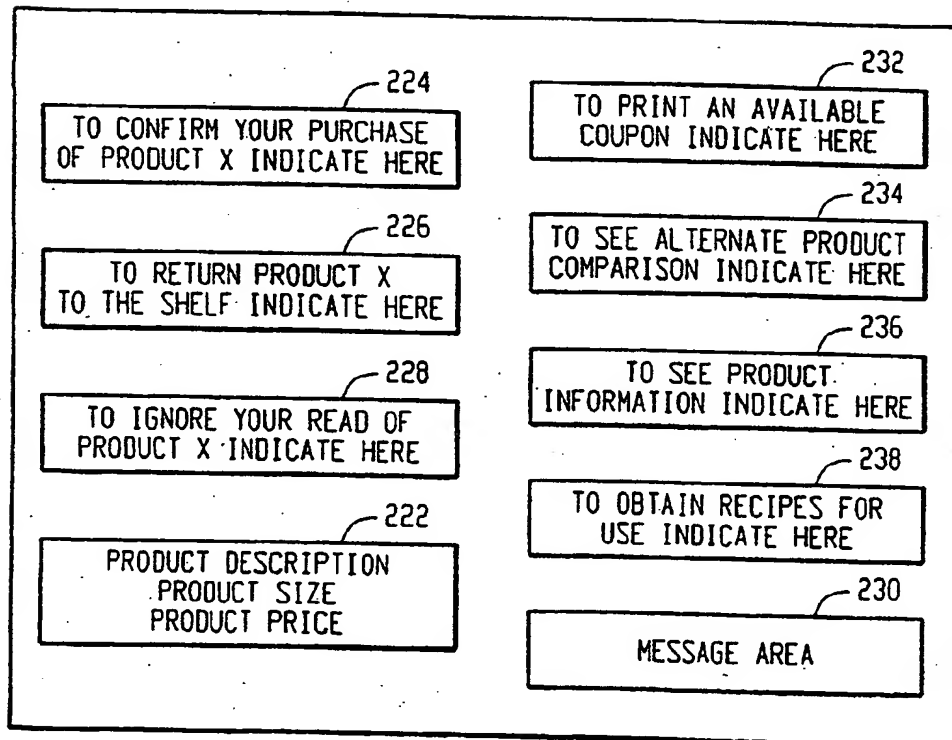 224
TO CONFIRM YOUR PURCHASE
OF PRODUCT X INDICATE HERE
226
TO RETURN PRODUCT X
TO THE SHELF INDICATE HERE
228
TO IGNORE YOUR READ OF
PRODUCT X INDICATE HERE
222
PRODUCT DESCRIPTION
PRODUCT SIZE
PRODUCT PRICE
232
TO PRINT AN AVAILABLE
COUPON INDICATE HERE
234
TO SEE ALTERNATE PRODUCT
COMPARISON INDICATE HERE
236
TO SEE PRODUCT
INFORMATION INDICATE HERE
238
TO OBTAIN RECIPES FOR
USE INDICATE HERE
230
MESSAGE AREA